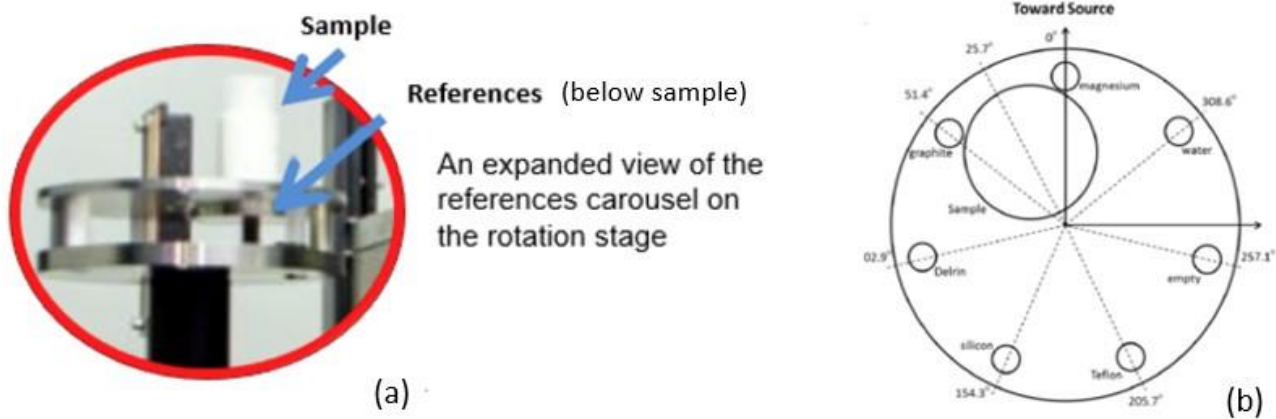 Sample
References (below sample)
An expanded view of the
references carousel on
the rotation stage
(a)
Toward Source
0°
25.7°
51.4°
308.6°
magnesium
graphite
water
Sample
02.9°
Delrin
empty
257.1°
silicon
Teflon
154.3°
205.7°
(b)